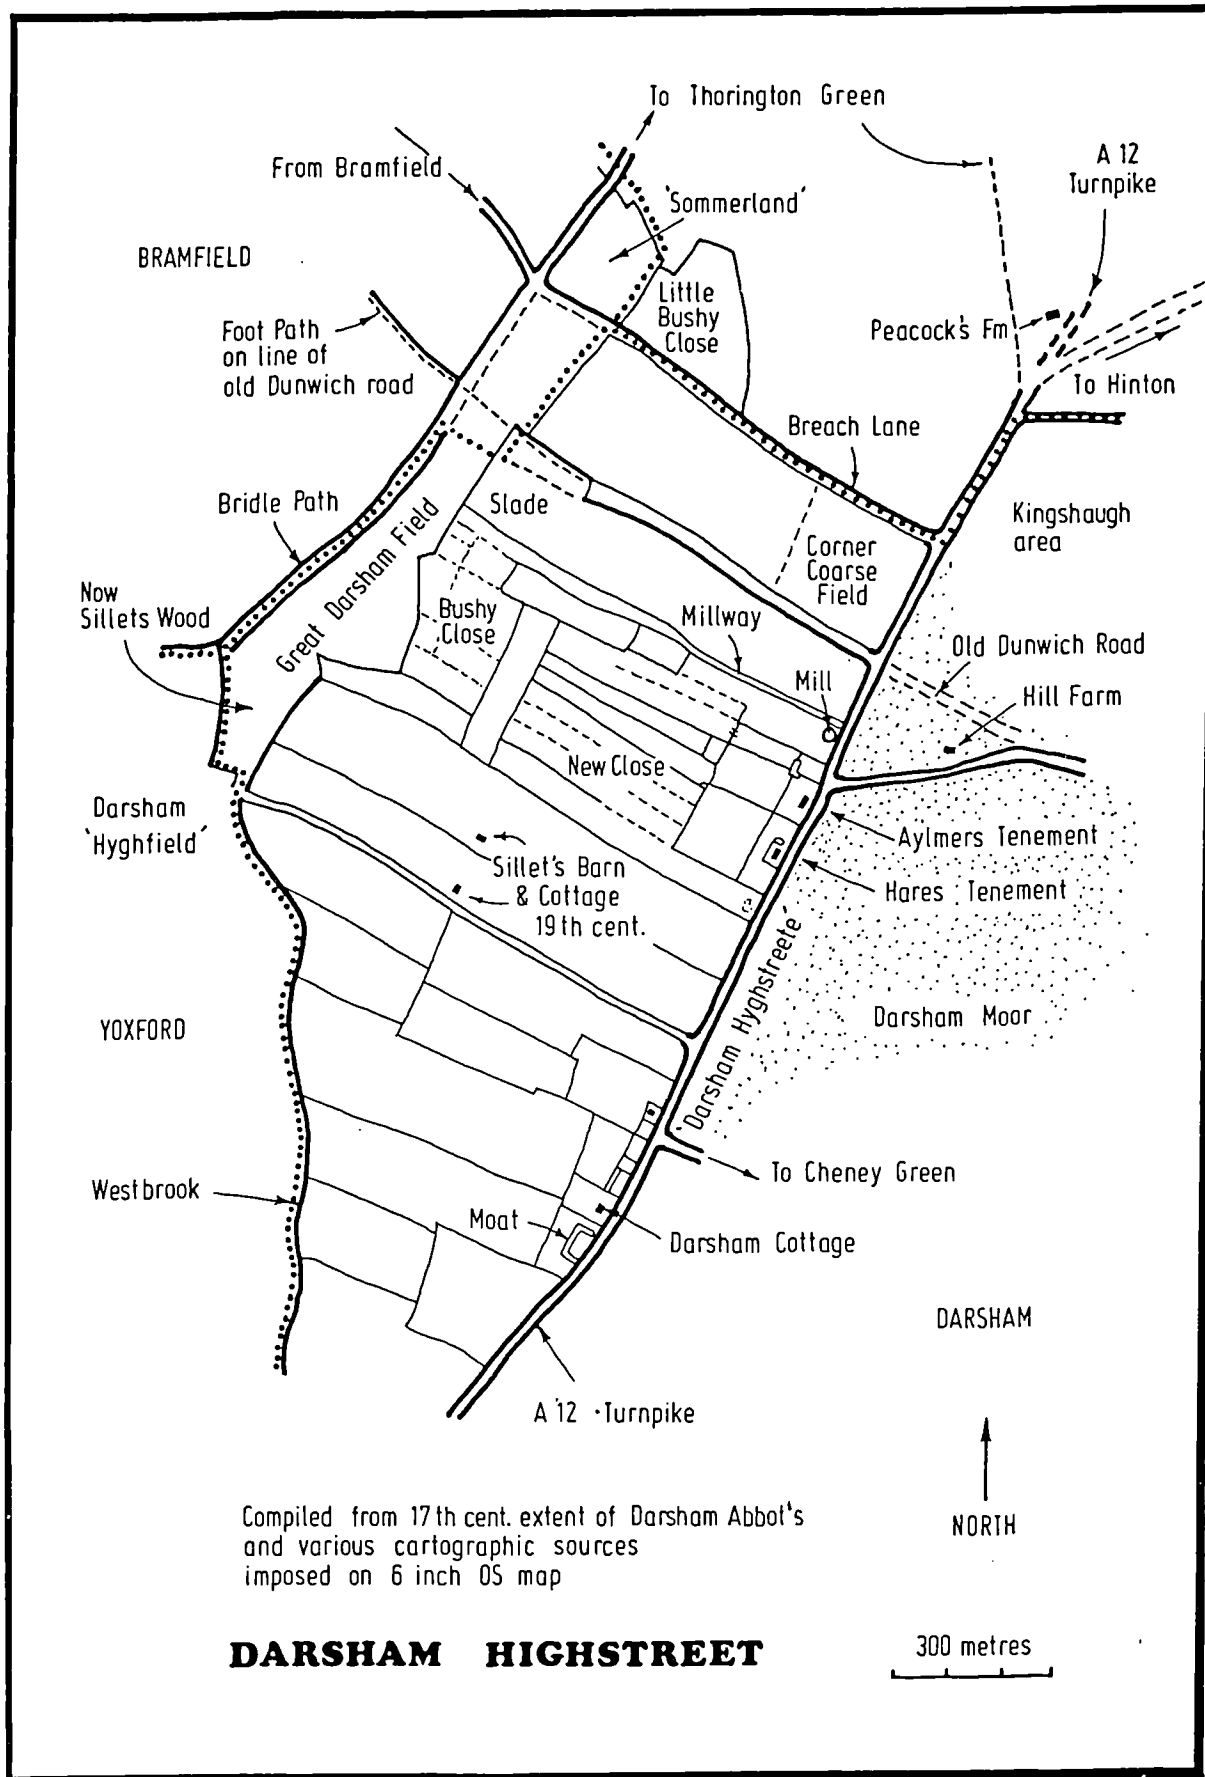 To Thorington Green
From Bramfield
A 12
Turnpike
'Sommerland'
BRAMFIELD
Little
Bushy
Close
Foot Path
on line of
old Dunwich road
Peacock's Fm
To Hinton
Breach Lane
Bridle Path
Slade
Great Darsham Field
Kingshaugh
area
Corner
Coarse
Field
Now
Sillets Wood
Bushy
Close
Millway
Old Dunwich Road
Mill
Hill Farm
New Close
Darsham
'Hyghfield'
Aylmers Tenement
Sillet's Barn
& Cottage
19th cent.
Hares Tenement
'Darsham Hyghstreete'
YOXFORD
Darsham Moor
Westbrook
To Cheney Green
Moat
Darsham Cottage
DARSHAM
A 12 Turnpike
Compiled from 17th cent. extent of Darsham Abbot's
and various cartographic sources
imposed on 6 inch OS map
NORTH
DARSHAM HIGHSTREET
300 metres